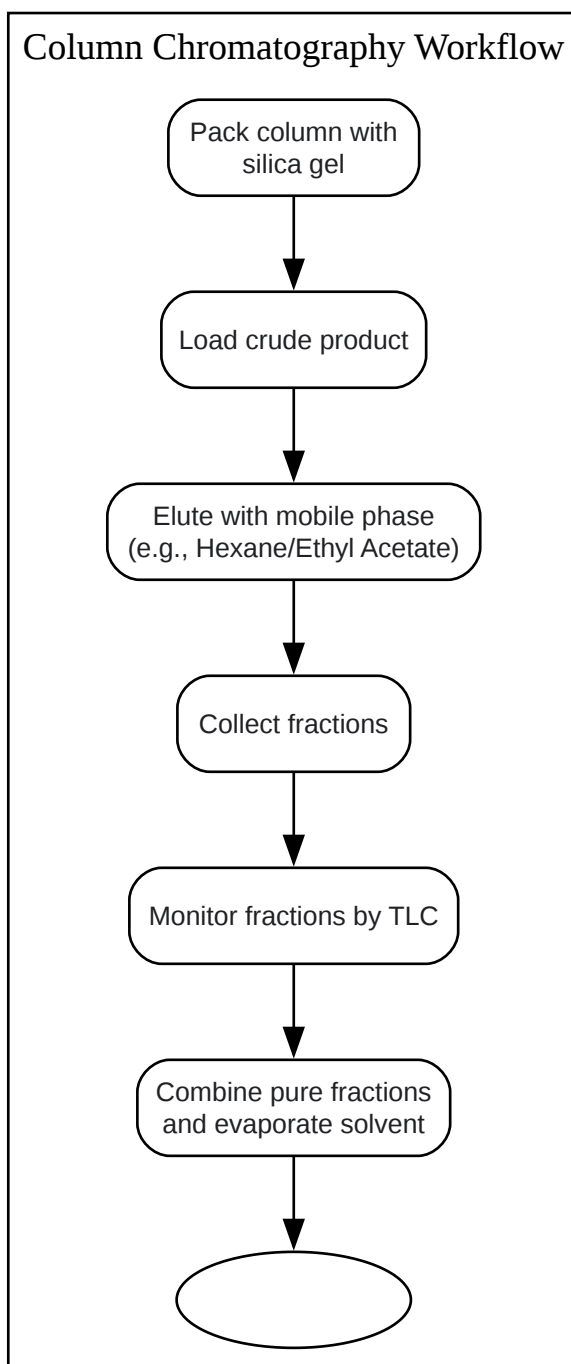 Column Chromatography Workflow
Pack column with
silica gel
Load crude product
Elute with mobile phase
(e.g., Hexane/Ethyl Acetate)
Collect fractions
Monitor fractions by TLC
Combine pure fractions
and evaporate solvent